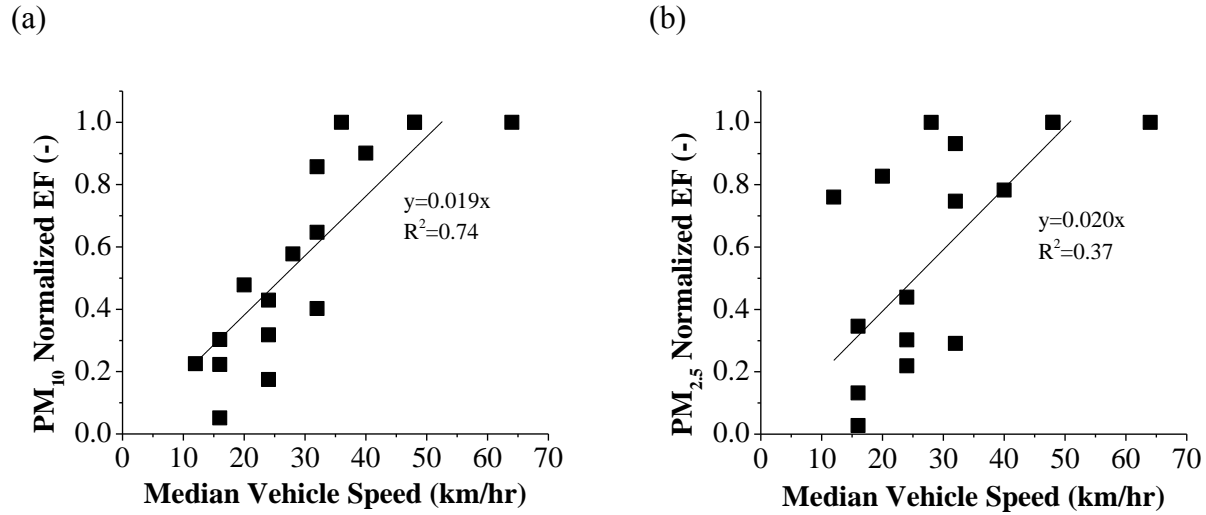 (a)
PM10 Normalized EF (-)
1.0
0.8
0.6
0.4
0.2
0.0
y=0.019x
R2=0.74
0 10 20 30 40 50 60 70
Median Vehicle Speed (km/hr)
(b)
PM2.5 Normalized EF (-)
1.0
0.8
0.6
0.4
0.2
0.0
y=0.020x
R2=0.37
0 10 20 30 40 50 60 70
Median Vehicle Speed (km/hr)